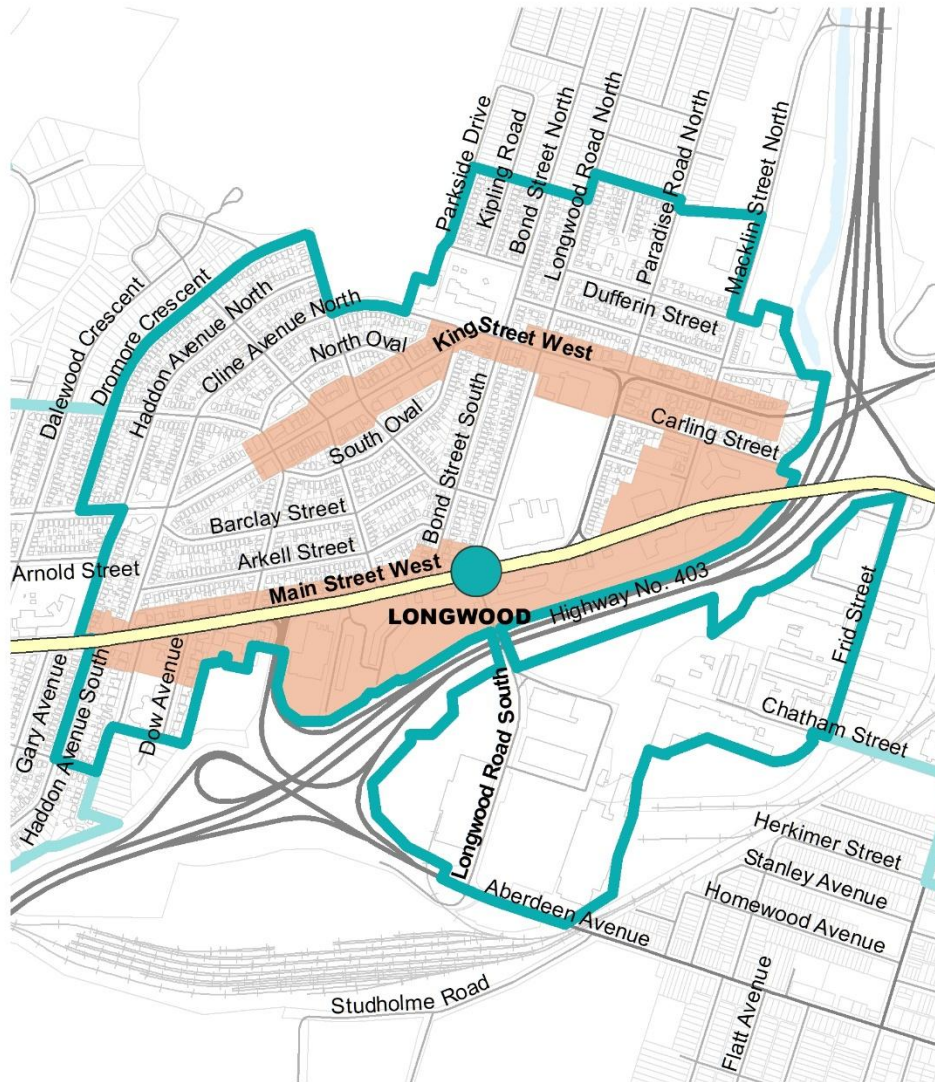 Parkside Drive
Kipling Road
Bond Street North
Longwood Road North
Paradise Road North
Macklin Street North
Dalewood Crescent
Dromore Crescent
Haddon Avenue North
Cline Avenue North
North Oval
King Street West
Dufferin Street
South Oval
Carling Street
Bond Street South
Barclay Street
Arnold Street
Arkell Street
Main Street West
LONGWOOD
Highway No. 403
Frid Street
Gary Avenue
Haddon Avenue South
Dow Avenue
Longwood Road South
Chatham Street
Herkimer Street
Stanley Avenue
Homewood Avenue
Aberdeen Avenue
Flatt Avenue
Studholme Road